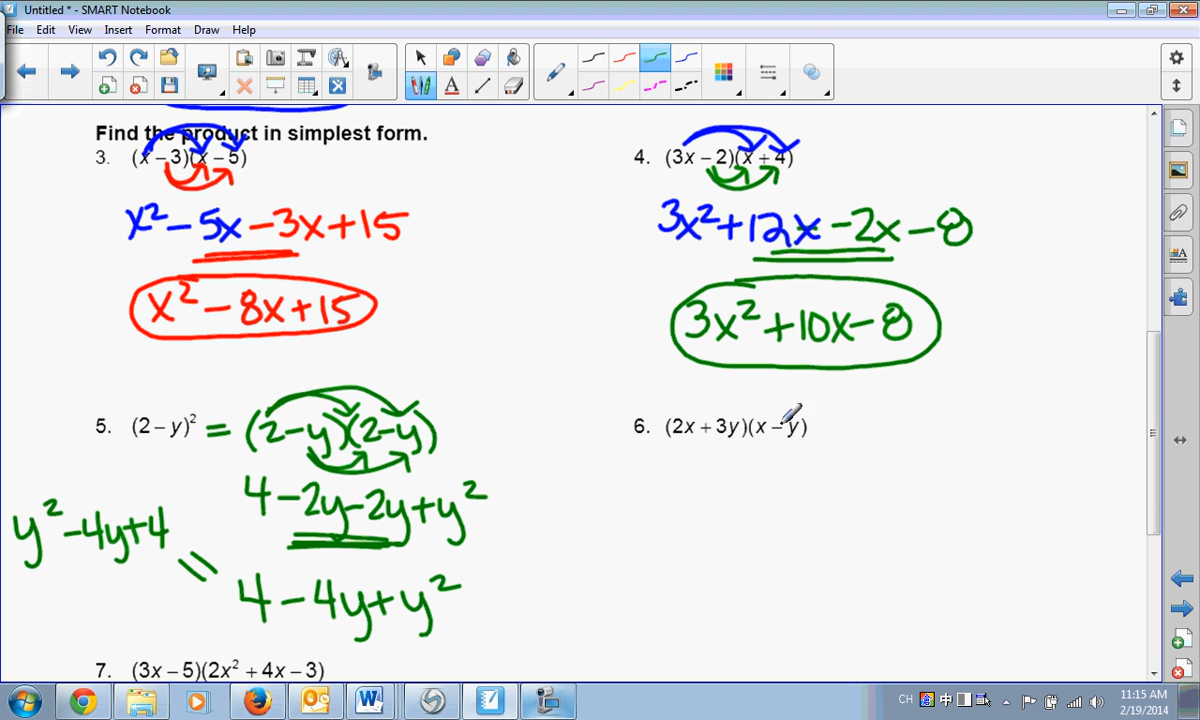 Untitled * - SMART Notebook
File Edit View Insert Format Draw Help
Find the product in simplest form.
3. (x – 3)(x – 5)
x² – 5x – 3x + 15
x² – 8x + 15
4. (3x – 2)(x + 4)
3x² + 12x – 2x – 8
3x² + 10x – 8
5. (2 – y)² = (2 – y)(2 – y)
4 – 2y – 2y + y²
y² – 4y + 4 = 4 – 4y + y²
6. (2x + 3y)(x – y)
7. (3x – 5)(2x² + 4x – 3)
CH 中 11:15 AM
2/19/2014